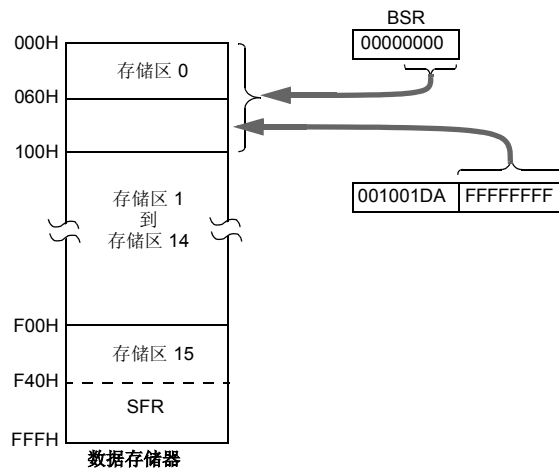 BSR
00000000
000H
存储区 0
060H
100H
001001DA FFFFFFFF
存储区 1
到
存储区 14
F00H
存储区 15
F40H
SFR
FFFH
数据存储器